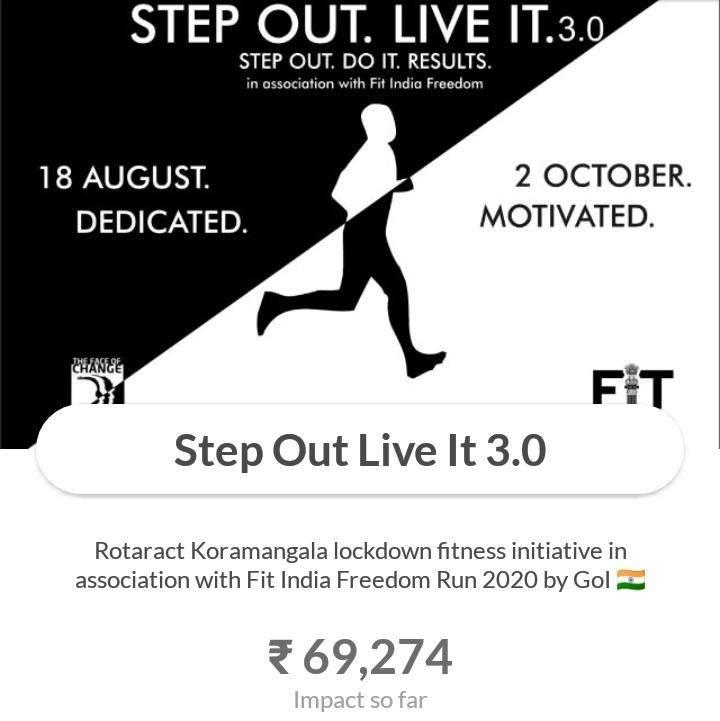 STEP OUT. LIVE IT.3.0
STEP OUT. DO IT. RESULTS.
in association with Fit India Freedom
18 AUGUST.
DEDICATED.
2 OCTOBER.
MOTIVATED.
THE FACE OF
CHANGE
FIT
Step Out Live It 3.0
Rotaract Koramangala lockdown fitness initiative in
association with Fit India Freedom Run 2020 by GoI 🇮🇳
₹ 69,274
Impact so far